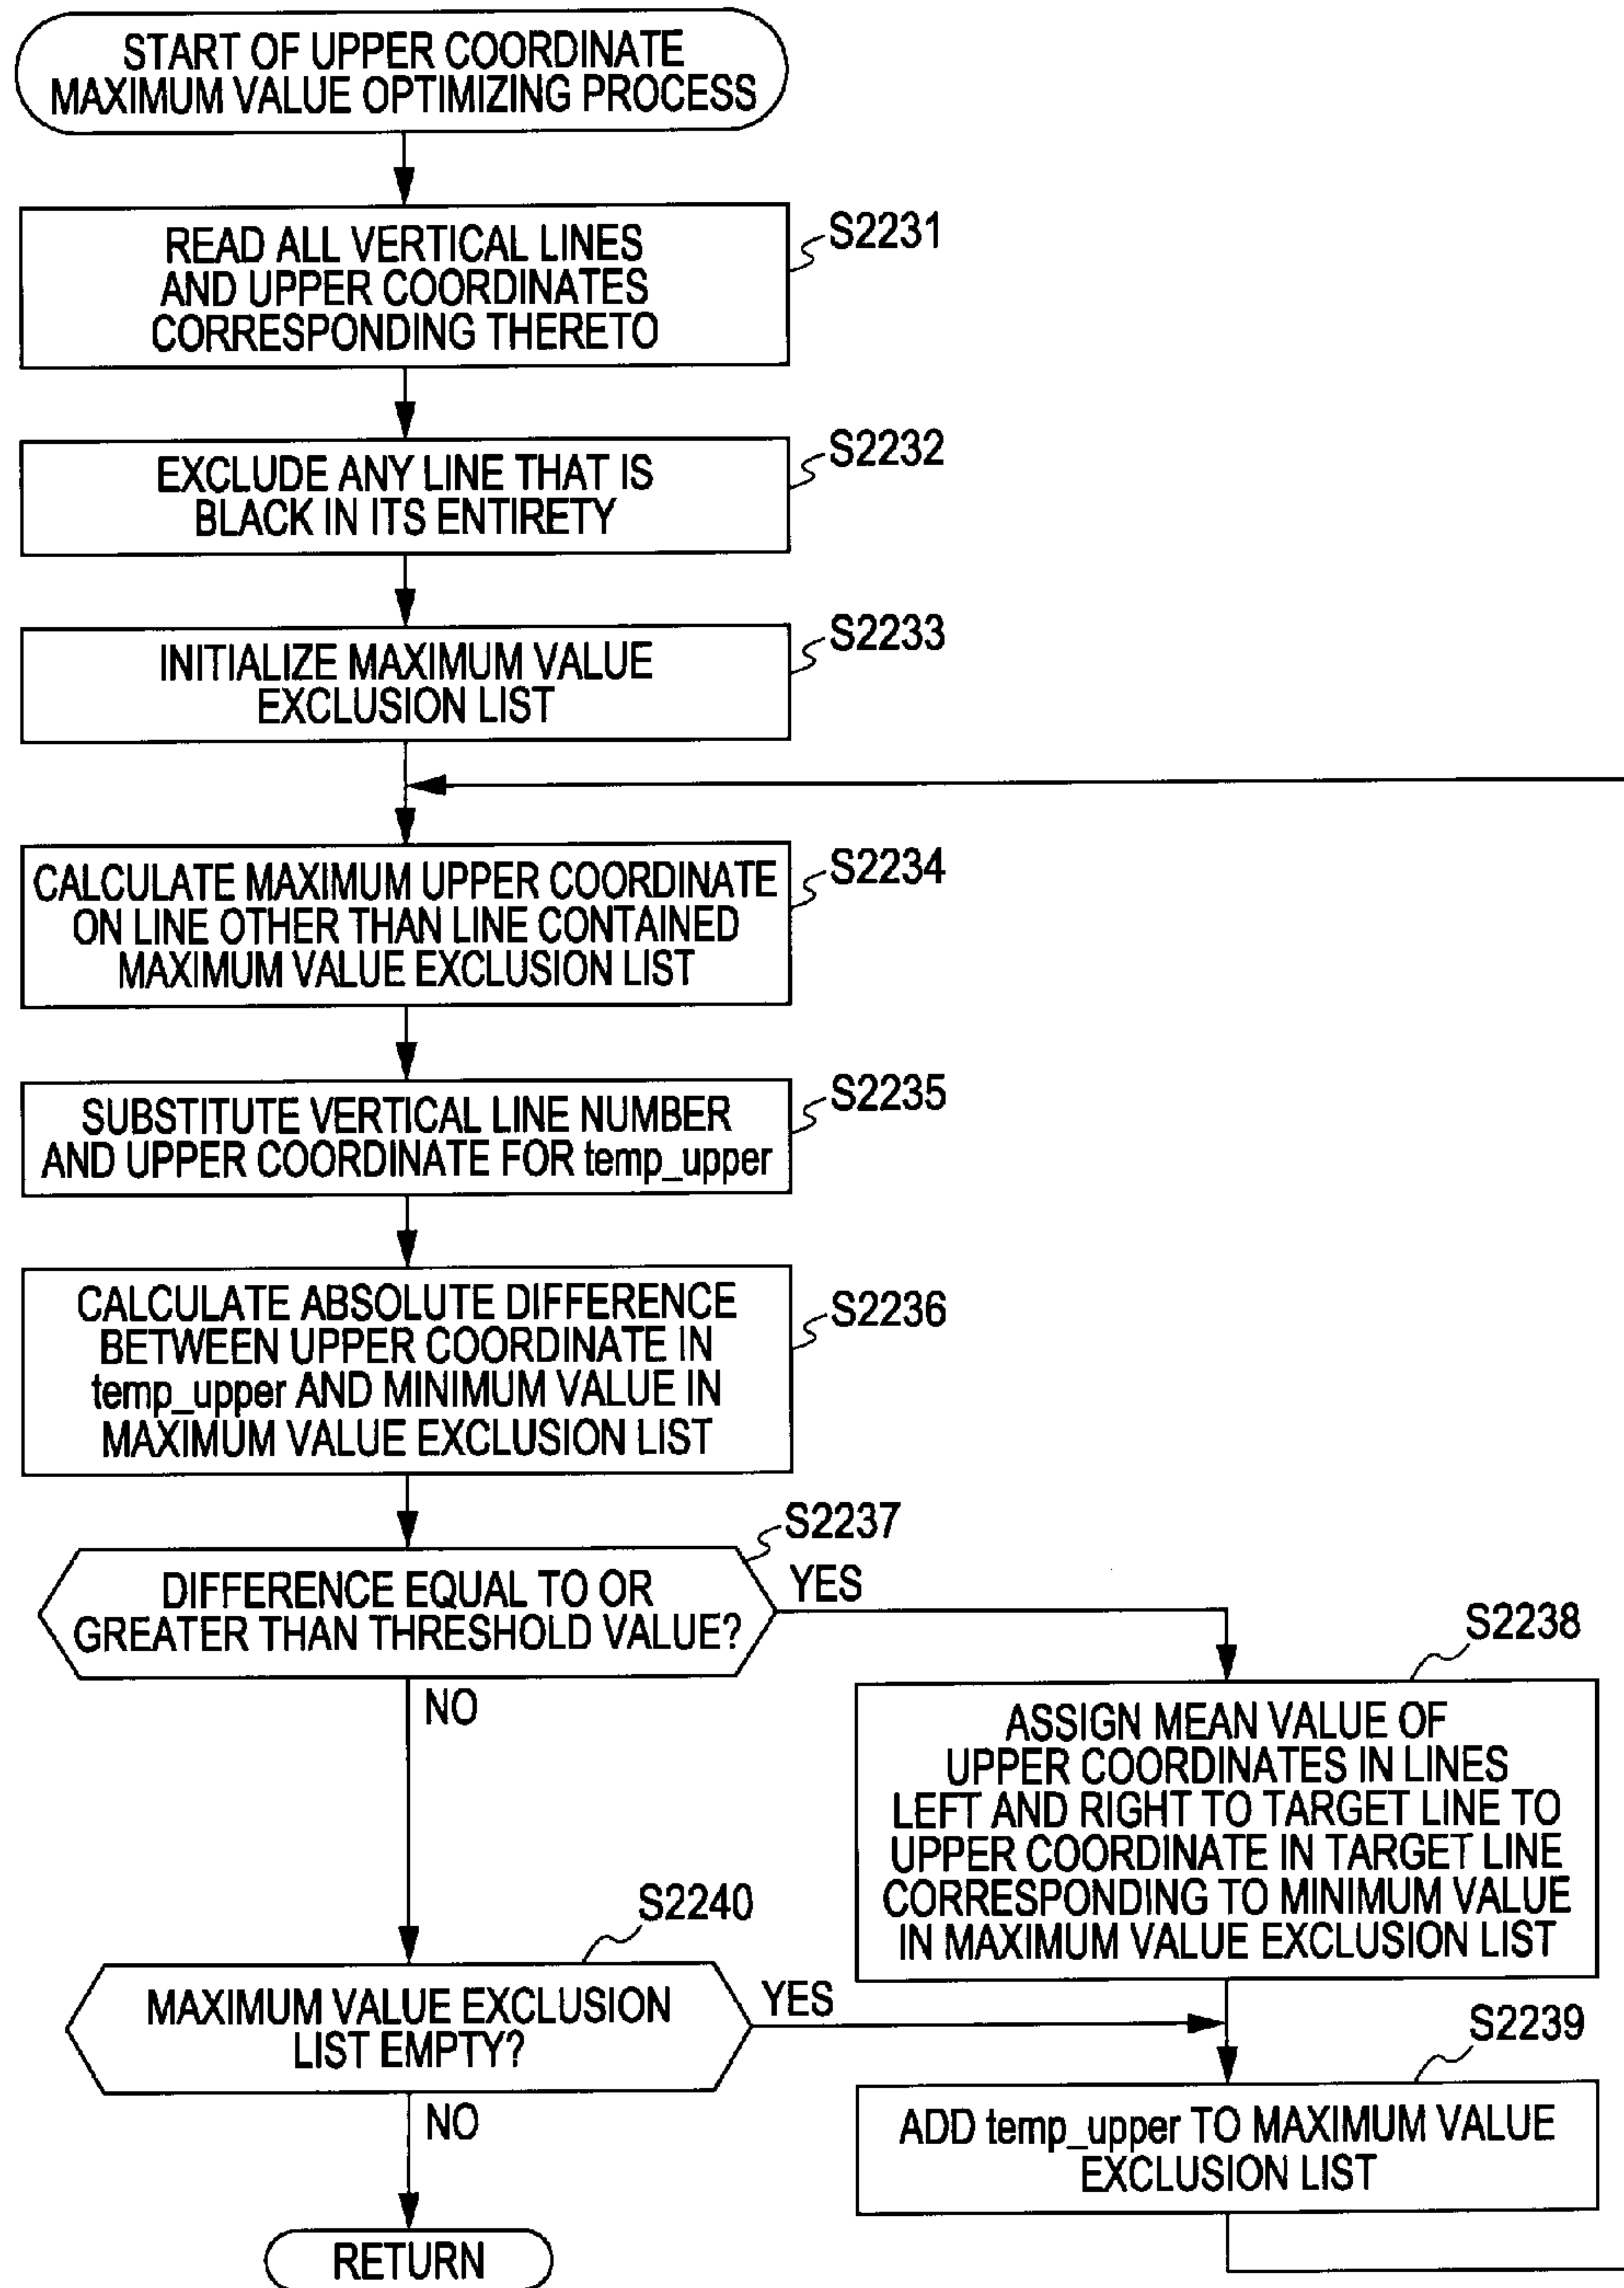 START OF UPPER COORDINATE
MAXIMUM VALUE OPTIMIZING PROCESS
READ ALL VERTICAL LINES
AND UPPER COORDINATES
CORRESPONDING THERETO
S2231
EXCLUDE ANY LINE THAT IS
BLACK IN ITS ENTIRETY
S2232
INITIALIZE MAXIMUM VALUE
EXCLUSION LIST
S2233
CALCULATE MAXIMUM UPPER COORDINATE
ON LINE OTHER THAN LINE CONTAINED
MAXIMUM VALUE EXCLUSION LIST
S2234
SUBSTITUTE VERTICAL LINE NUMBER
AND UPPER COORDINATE FOR temp_upper
S2235
CALCULATE ABSOLUTE DIFFERENCE
BETWEEN UPPER COORDINATE IN
temp_upper AND MINIMUM VALUE IN
MAXIMUM VALUE EXCLUSION LIST
S2236
S2237
DIFFERENCE EQUAL TO OR
GREATER THAN THRESHOLD VALUE?
YES
NO
S2238
ASSIGN MEAN VALUE OF
UPPER COORDINATES IN LINES
LEFT AND RIGHT TO TARGET LINE TO
UPPER COORDINATE IN TARGET LINE
CORRESPONDING TO MINIMUM VALUE
IN MAXIMUM VALUE EXCLUSION LIST
S2240
MAXIMUM VALUE EXCLUSION
LIST EMPTY?
YES
NO
S2239
ADD temp_upper TO MAXIMUM VALUE
EXCLUSION LIST
RETURN